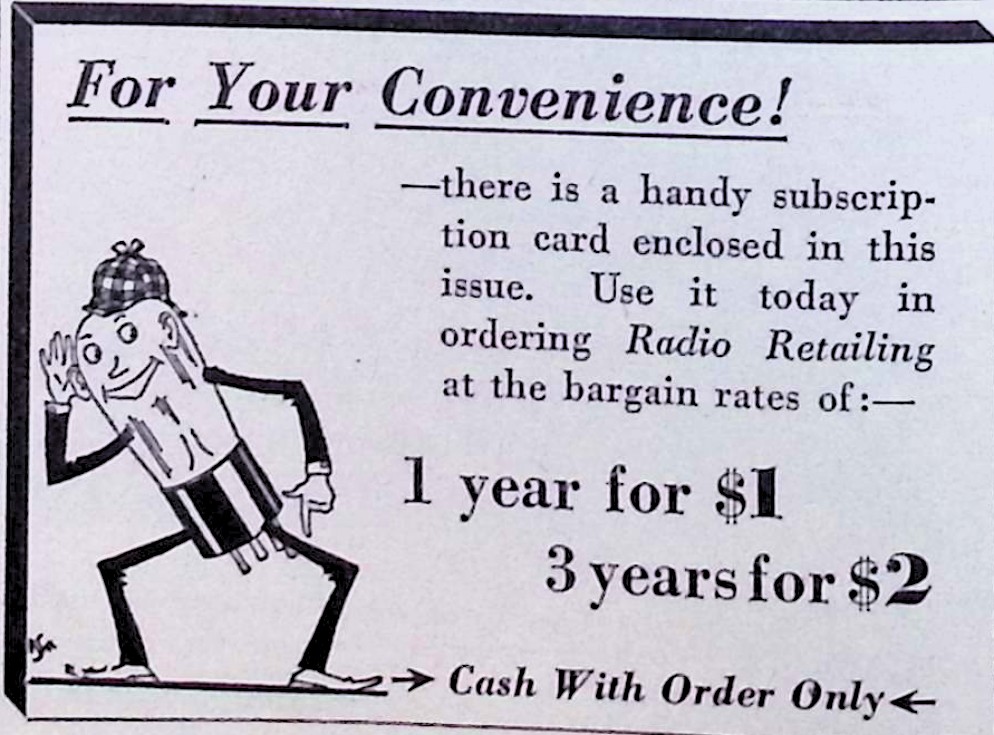 For Your Convenience!
—there is a handy subscrip-
tion card enclosed in this
issue. Use it today in
ordering Radio Retailing
at the bargain rates of:—
1 year for $1
3 years for $2
→ Cash With Order Only ←